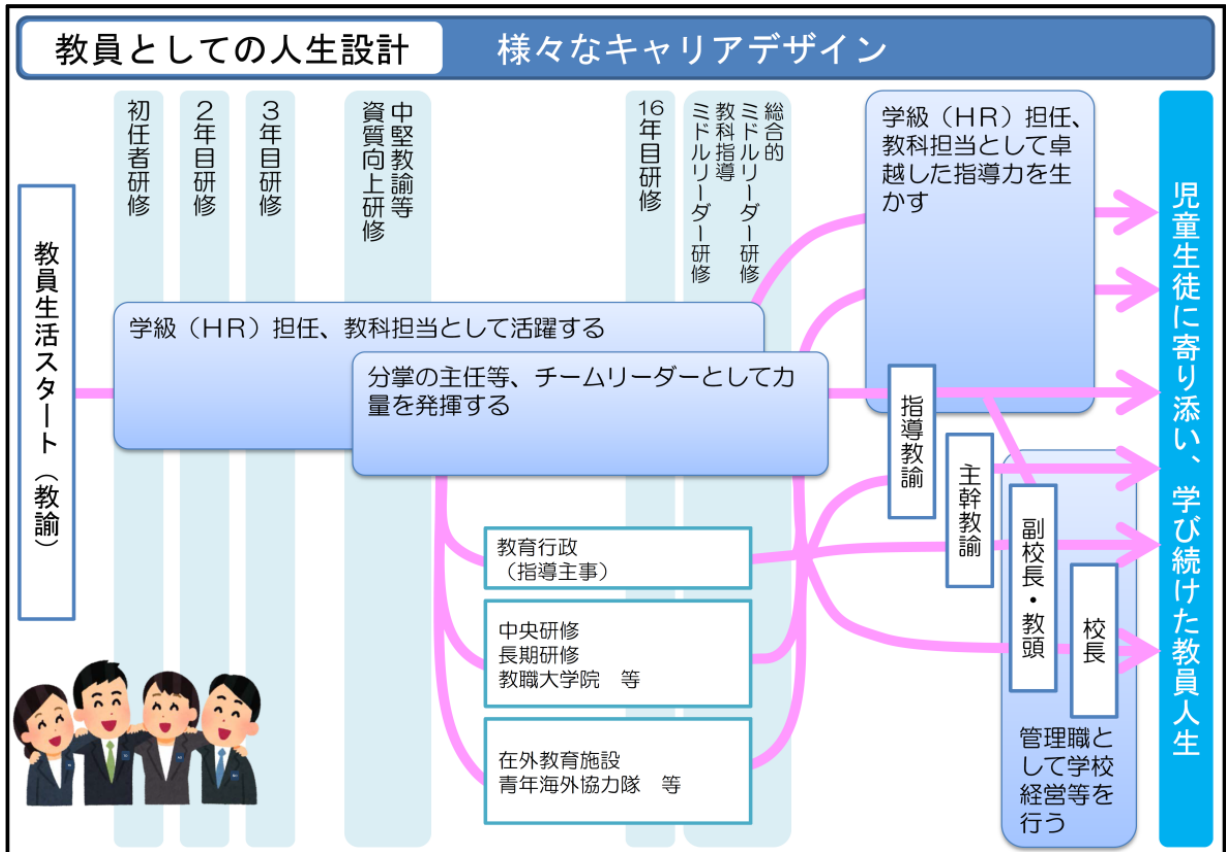 教員としての人生設計
様々なキャリアデザイン
初任者研修
2年目研修
3年目研修
中堅教諭等
資質向上研修
16年目研修
総合的
ミドルリーダー研修
教科指導
ミドルリーダー研修
教員生活スタート(教諭)
学級(HR)担任、教科担当として活躍する
分掌の主任等、チームリーダーとして力
量を発揮する
教育行政
(指導主事)
中央研修
長期研修
教職大学院 等
在外教育施設
青年海外協力隊 等
学級(HR)担任、
教科担当として卓
越した指導力を生
かす
指導教諭
主幹教諭
副校長・教頭
校長
管理職と
して学校
経営等を
行う
児童生徒に寄り添い、学び続けた教員人生